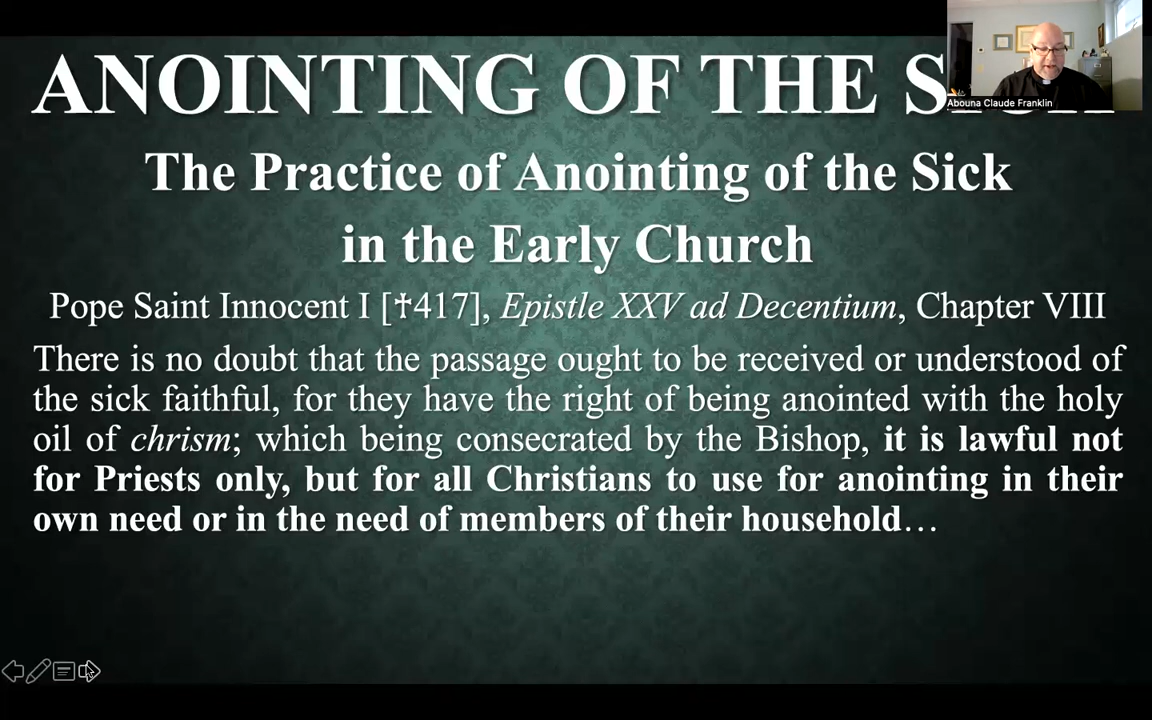 ANOINTING OF THE
Abouna Claude Franklin
The Practice of Anointing of the Sick
in the Early Church
Pope Saint Innocent I [✝417], Epistle XXV ad Decentium, Chapter VIII
There is no doubt that the passage ought to be received or understood of
the sick faithful, for they have the right of being anointed with the holy
oil of chrism; which being consecrated by the Bishop, it is lawful not
for Priests only, but for all Christians to use for anointing in their
own need or in the need of members of their household…